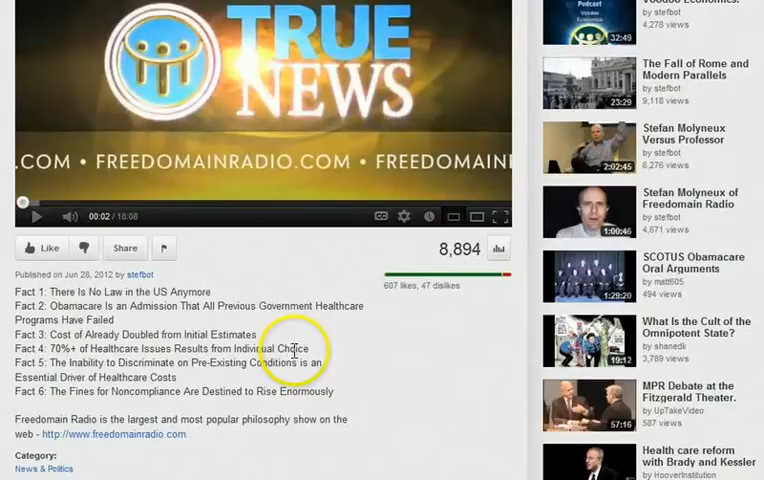 TRUE
NEWS
.COM • FREEDOMAINRADIO.COM • FREEDOMAIN
00:02 / 18:08
CC
Like
Share
8,894
Published on Jun 28, 2012 by stefbot
607 likes, 47 dislikes
Fact 1: There Is No Law in the US Anymore
Fact 2: Obamacare Is an Admission That All Previous Government Healthcare
Programs Have Failed
Fact 3: Cost of Already Doubled from Initial Estimates
Fact 4: 70%+ of Healthcare Issues Results from Individual Choice
Fact 5: The Inability to Discriminate on Pre-Existing Conditions is an
Essential Driver of Healthcare Costs
Fact 6: The Fines for Noncompliance Are Destined to Rise Enormously
Freedomain Radio is the largest and most popular philosophy show on the
web - http://www.freedomainradio.com
Category:
News & Politics
Podcast
Voodoo
Economics
32:49
Voodoo Economics.
by stefbot
4,278 views
23:29
The Fall of Rome and
Modern Parallels
by stefbot
9,118 views
2:02:45
Stefan Molyneux
Versus Professor
by stefbot
6,276 views
1:00:46
Stefan Molyneux of
Freedomain Radio
by stefbot
4,671 views
1:29:20
SCOTUS Obamacare
Oral Arguments
by matt605
494 views
19:12
What Is the Cult of the
Omnipotent State?
by shanedk
3,789 views
57:16
MPR Debate at the
Fitzgerald Theater.
by UpTakeVideo
587 views
Health care reform
with Brady and Kessler
by HooverInstitution